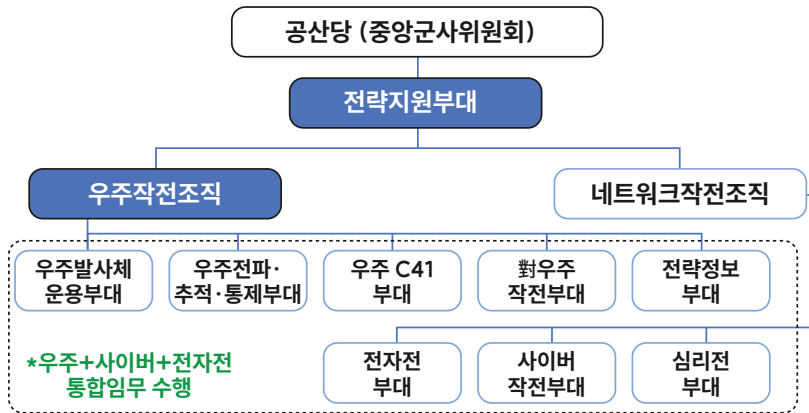 공산당 (중앙군사위원회)
전략지원부대
우주작전조직
네트워크작전조직
우주발사체
운용부대
우주전파·
추적·통제부대
우주 C41
부대
對우주
작전부대
전략정보
부대
*우주+사이버+전자전
통합임무 수행
전자전
부대
사이버
작전부대
심리전
부대